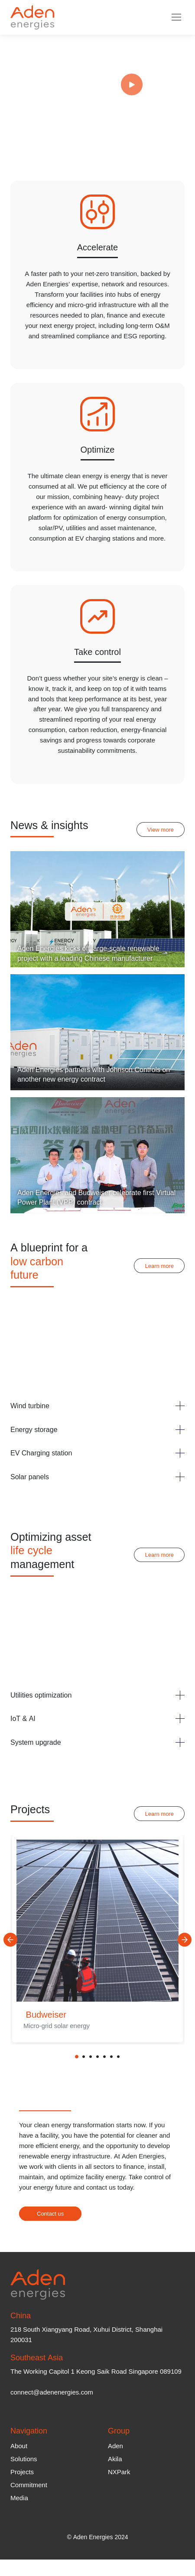 Aden
energies
Accelerate
A faster path to your net-zero transition, backed by
Aden Energies' expertise, network and resources.
Transform your facilities into hubs of energy
efficiency and micro-grid infrastructure with all the
resources needed to plan, finance and execute
your next energy project, including long-term O&M
and streamlined compliance and ESG reporting.
Optimize
The ultimate clean energy is energy that is never
consumed at all. We put efficiency at the core of
our mission, combining heavy- duty project
experience with an award- winning digital twin
platform for optimization of energy consumption,
solar/PV, utilities and asset maintenance,
consumption at EV charging stations and more.
Take control
Don't guess whether your site's energy is clean –
know it, track it, and keep on top of it with teams
and tools that keep performance at its best, year
after year. We give you full transparency and
streamlined reporting of your real energy
consumption, carbon reduction, energy-financial
savings and progress towards corporate
sustainability commitments.
News & insights
View more
Aden
energies
ENERGY
project with a leading Chinese manufacturer
Aden
energies
Aden Energies partners with Johnson Controls on
another new energy contract
Aden
A blueprint for a
low carbon
future
Learn more
Wind turbine
Energy storage
EV Charging station
Solar panels
Optimizing asset
life cycle
management
Learn more
Utilities optimization
IoT & AI
System upgrade
Projects
Learn more
Budweiser
Micro-grid solar energy
Your clean energy transformation starts now. If you
have a facility, you have the potential for cleaner and
more efficient energy, and the opportunity to develop
renewable energy infrastructure. At Aden Energies,
we work with clients in all sectors to finance, install,
maintain, and optimize facility energy. Take control of
your energy future and contact us today.
Contact us
Aden
energies
China
218 South Xiangyang Road, Xuhui District, Shanghai
200031
Southeast Asia
The Working Capitol 1 Keong Saik Road Singapore 089109
connect@adenenergies.com
Navigation
About
Solutions
Projects
Commitment
Media
Group
Aden
Akila
NXPark
© Aden Energies 2024